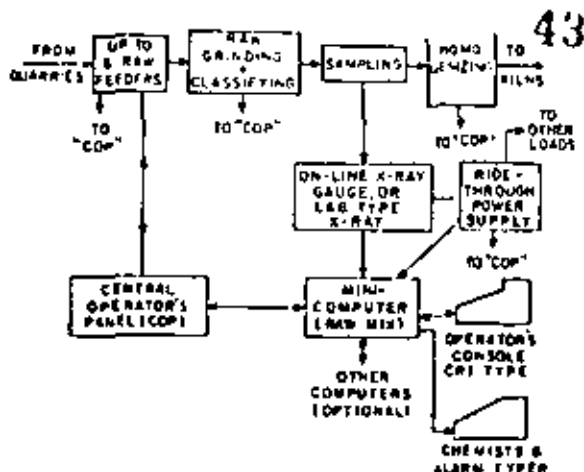 43
FROM
QUARRIES
UP TO
6 RAW
FEEDERS
RAW
GRINDING
+
CLASSIFYING
SAMPLING
HOMO
GENIZING
TO
KILNS
TO
"COP"
TO "COP"
TO "COP"
TO
OTHER
LOADS
ON-LINE X-RAY
GAUGE, OR
LAB TYPE
X-RAY
RIDE-
THROUGH
POWER
SUPPLY
TO "COP"
CENTRAL
OPERATOR'S
PANEL (COP)
MINI-
COMPUTER
(RAW MIX)
OPERATOR'S
CONSOLE
CRT TYPE
OTHER
COMPUTERS
(OPTIONAL)
CHEMISTS &
ALARM TYPER